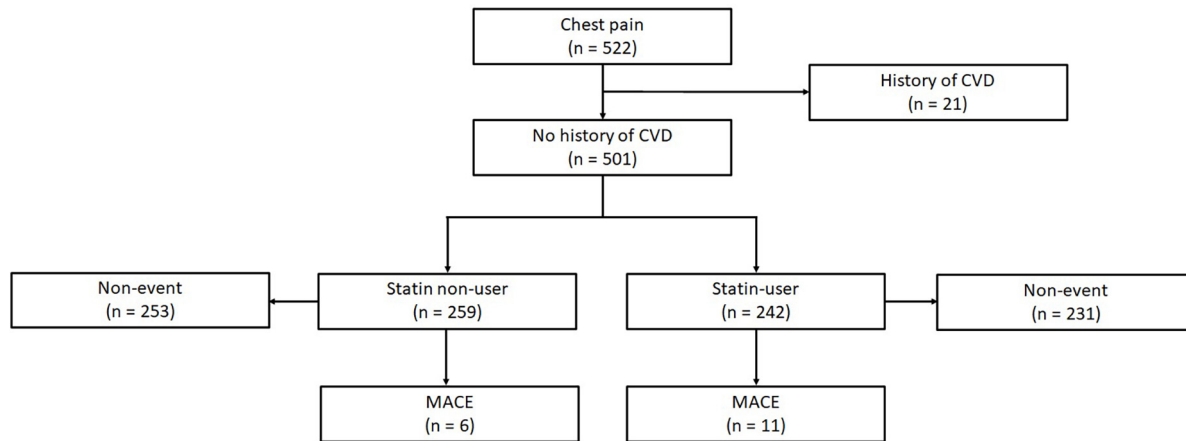 Chest pain
(n = 522)
History of CVD
(n = 21)
No history of CVD
(n = 501)
Non-event
(n = 253)
Statin non-user
(n = 259)
Statin-user
(n = 242)
Non-event
(n = 231)
MACE
(n = 6)
MACE
(n = 11)